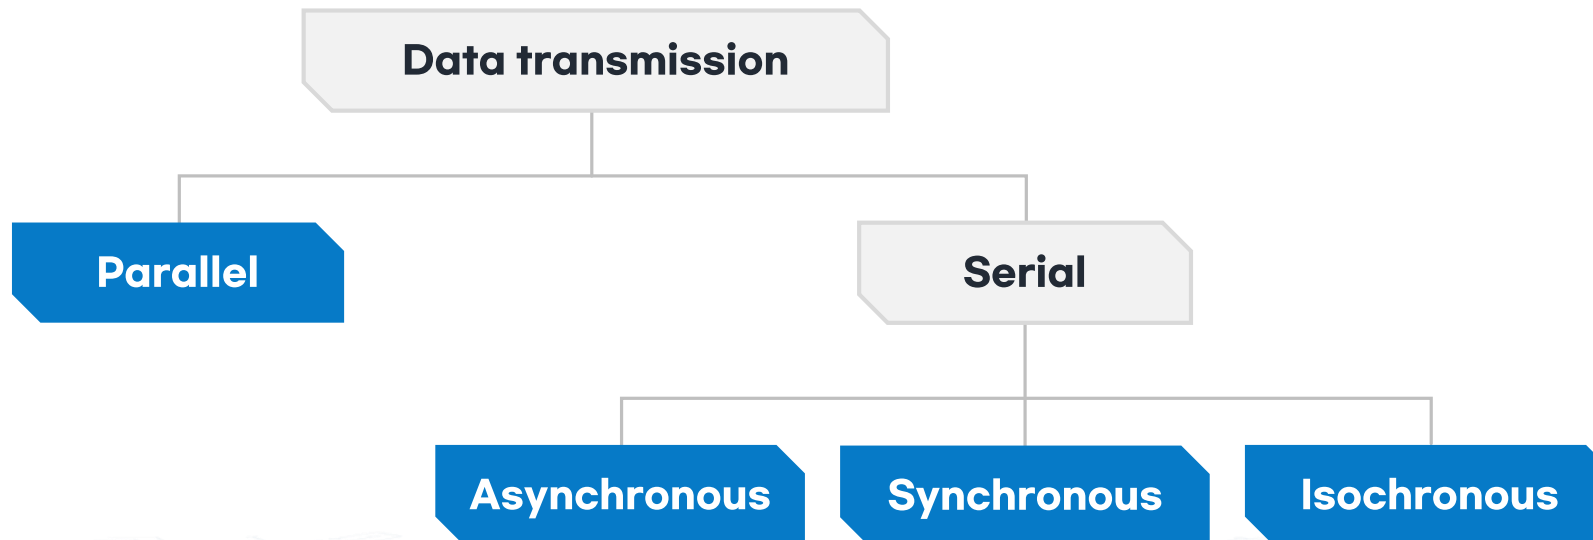 Data transmission
Parallel
Serial
Asynchronous
Synchronous
Isochronous